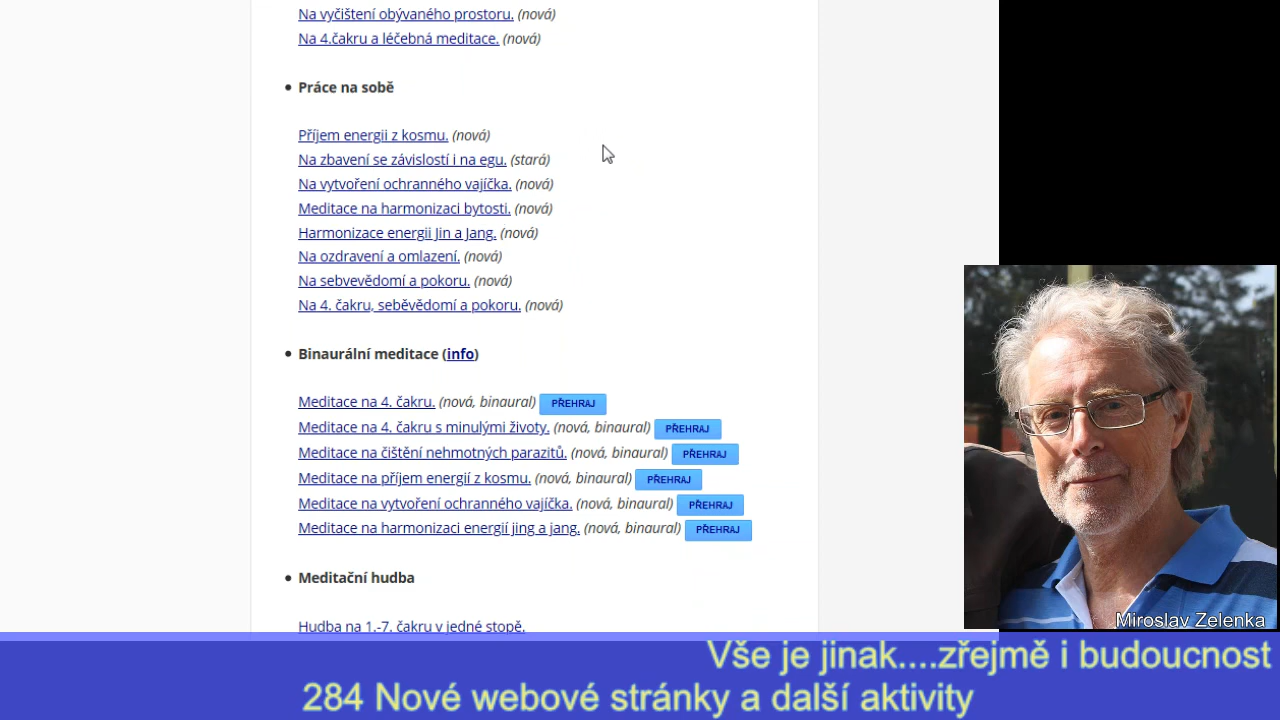 Na vyčištení obývaného prostoru. (nová)
Na 4.čakru a léčebná meditace. (nová)
Práce na sobě
Příjem energii z kosmu. (nová)
Na zbavení se závislostí i na egu. (stará)
Na vytvoření ochranného vajíčka. (nová)
Meditace na harmonizaci bytosti. (nová)
Harmonizace energii Jin a Jang. (nová)
Na ozdravení a omlazení. (nová)
Na sebvevědomí a pokoru. (nová)
Na 4. čakru, seběvědomí a pokoru. (nová)
Binaurální meditace (info)
Meditace na 4. čakru. (nová, binaural) PŘEHRAJ
Meditace na 4. čakru s minulými životy. (nová, binaural) PŘEHRAJ
Meditace na čištění nehmotných parazitů. (nová, binaural) PŘEHRAJ
Meditace na příjem energií z kosmu. (nová, binaural) PŘEHRAJ
Meditace na vytvoření ochranného vajíčka. (nová, binaural) PŘEHRAJ
Meditace na harmonizaci energií jing a jang. (nová, binaural) PŘEHRAJ
Meditační hudba
Hudba na 1.-7. čakru v jedné stopě.
Miroslav Zelenka
Vše je jinak....zřejmě i budoucnost
284 Nové webové stránky a další aktivity